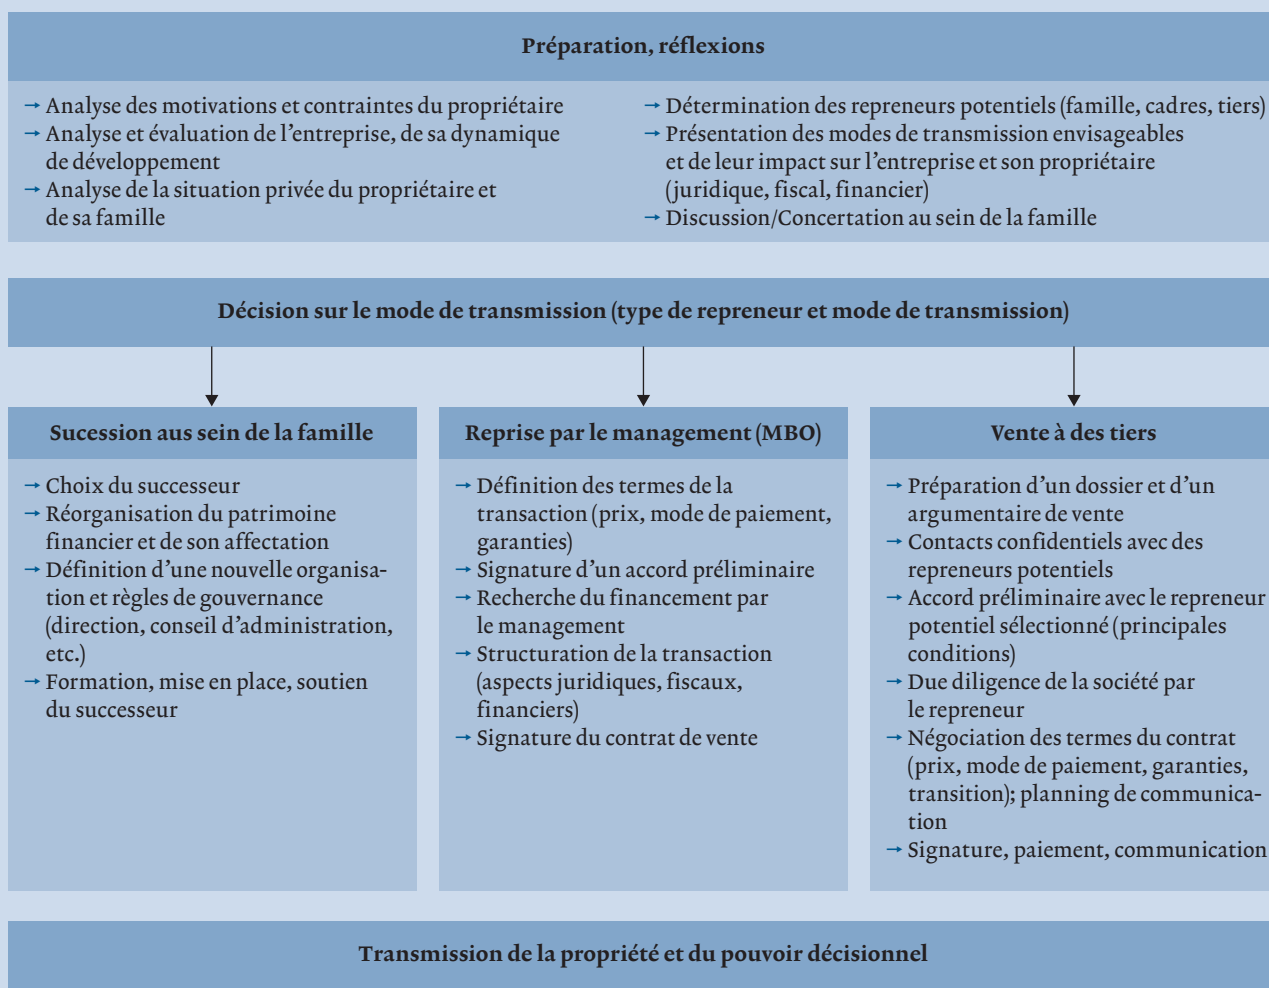 Préparation, réflexions
→ Analyse des motivations et contraintes du propriétaire
→ Analyse et évaluation de l’entreprise, de sa dynamique
de développement
→ Analyse de la situation privée du propriétaire et
de sa famille
→ Détermination des repreneurs potentiels (famille, cadres, tiers)
→ Présentation des modes de transmission envisageables
et de leur impact sur l’entreprise et son propriétaire
(juridique, fiscal, financier)
→ Discussion/Concertation au sein de la famille
Décision sur le mode de transmission (type de repreneur et mode de transmission)
Sucession aus sein de la famille
→ Choix du successeur
→ Réorganisation du patrimoine
financier et de son affectation
→ Définition d’une nouvelle organisa-
tion et règles de gouvernance
(direction, conseil d’administration,
etc.)
→ Formation, mise en place, soutien
du successeur
Reprise par le management (MBO)
→ Définition des termes de la
transaction (prix, mode de paiement,
garanties)
→ Signature d’un accord préliminaire
→ Recherche du financement par
le management
→ Structuration de la transaction
(aspects juridiques, fiscaux,
financiers)
→ Signature du contrat de vente
Vente à des tiers
→ Préparation d’un dossier et d’un
argumentaire de vente
→ Contacts confidentiels avec des
repreneurs potentiels
→ Accord préliminaire avec le repreneur
potentiel sélectionné (principales
conditions)
→ Due diligence de la société par
le repreneur
→ Négociation des termes du contrat
(prix, mode de paiement, garanties,
transition); planning de communica-
tion
→ Signature, paiement, communication
Transmission de la propriété et du pouvoir décisionnel